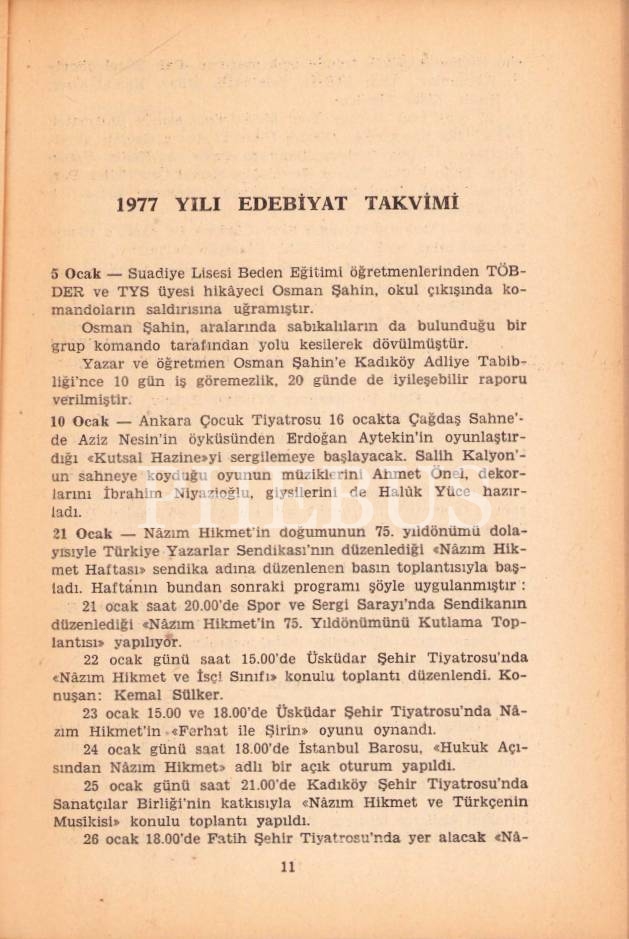 1977 YILI EDEBİYAT TAKVİMİ
5 Ocak — Suadiye Lisesi Beden Eğitimi öğretmenlerinden TÖB-
DER ve TYS üyesi hikâyeci Osman Şahin, okul çıkışında ko-
mandoların saldırısına uğramıştır.
Osman Şahin, aralarında sabıkalıların da bulunduğu bir
grup komando tarafından yolu kesilerek dövülmüştür.
Yazar ve öğretmen Osman Şahin'e Kadıköy Adliye Tabib-
liği'nce 10 gün iş göremezlik, 20 günde de iyileşebilir raporu
verilmiştir.
10 Ocak — Ankara Çocuk Tiyatrosu 16 ocakta Çağdaş Sahne'-
de Aziz Nesin'in öyküsünden Erdoğan Aytekin'in oyunlaştır-
dığı «Kutsal Hazine»yi sergilemeye başlayacak. Salih Kalyon'-
un sahneye koyduğu oyunun müziklerini Ahmet Önel, dekor-
larını İbrahim Niyazioğlu, giysilerini de Halûk Yüce hazır-
ladı.
PHEBUS
21 Ocak — Nâzım Hikmet'in doğumunun 75. yıldönümü dola-
yısıyle Türkiye Yazarlar Sendikası'nın düzenlediği «Nâzım Hik-
met Haftası» sendika adına düzenlenen basın toplantısıyla baş-
ladı. Haftanın bundan sonraki programı şöyle uygulanmıştır :
21 ocak saat 20.00'de Spor ve Sergi Sarayı'nda Sendikanın
düzenlediği «Nâzım Hikmet'in 75. Yıldönümünü Kutlama Top-
lantısı» yapılıyor.
22 ocak günü saat 15.00'de Üsküdar Şehir Tiyatrosu'nda
«Nâzım Hikmet ve İşçi Sınıfı» konulu toplantı düzenlendi. Ko-
nuşan: Kemal Sülker.
23 ocak 15.00 ve 18.00'de Üsküdar Şehir Tiyatrosu'nda Nâ-
zım Hikmet'in «Ferhat ile Şirin» oyunu oynandı.
24 ocak günü saat 18.00'de İstanbul Barosu, «Hukuk Açı-
sından Nâzım Hikmet» adlı bir açık oturum yapıldı.
25 ocak günü saat 21.00'de Kadıköy Şehir Tiyatrosu'nda
Sanatçılar Birliği'nin katkısıyla «Nâzım Hikmet ve Türkçenin
Musikisi» konulu toplantı yapıldı.
26 ocak 18.00'de Fatih Şehir Tiyatrosu'nda yer alacak «Nâ-
11